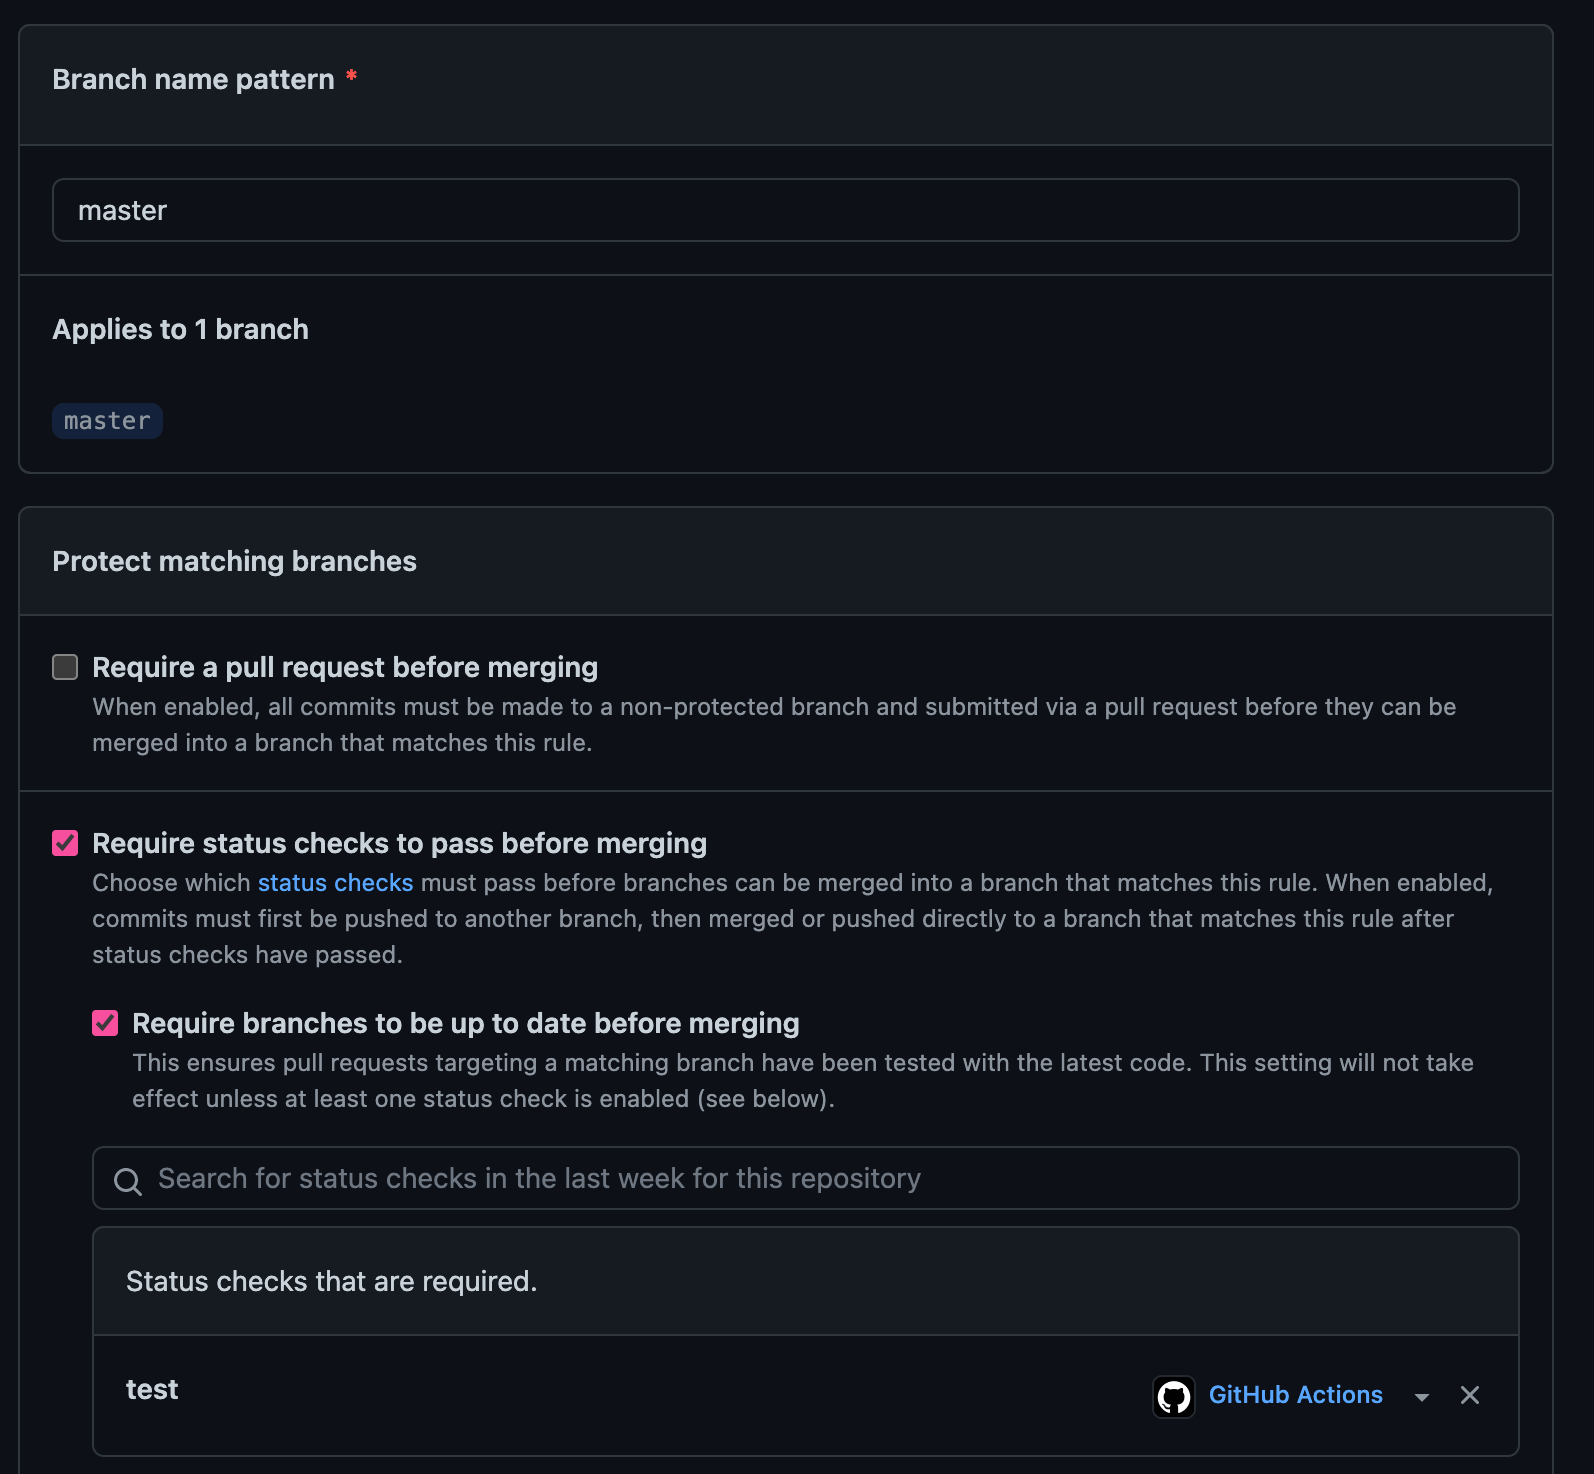 Branch name pattern *
master
Applies to 1 branch
master
Protect matching branches
Require a pull request before merging
When enabled, all commits must be made to a non-protected branch and submitted via a pull request before they can be
merged into a branch that matches this rule.
Require status checks to pass before merging
Choose which status checks must pass before branches can be merged into a branch that matches this rule. When enabled,
commits must first be pushed to another branch, then merged or pushed directly to a branch that matches this rule after
status checks have passed.
Require branches to be up to date before merging
This ensures pull requests targeting a matching branch have been tested with the latest code. This setting will not take
effect unless at least one status check is enabled (see below).
Search for status checks in the last week for this repository
Status checks that are required.
test
GitHub Actions